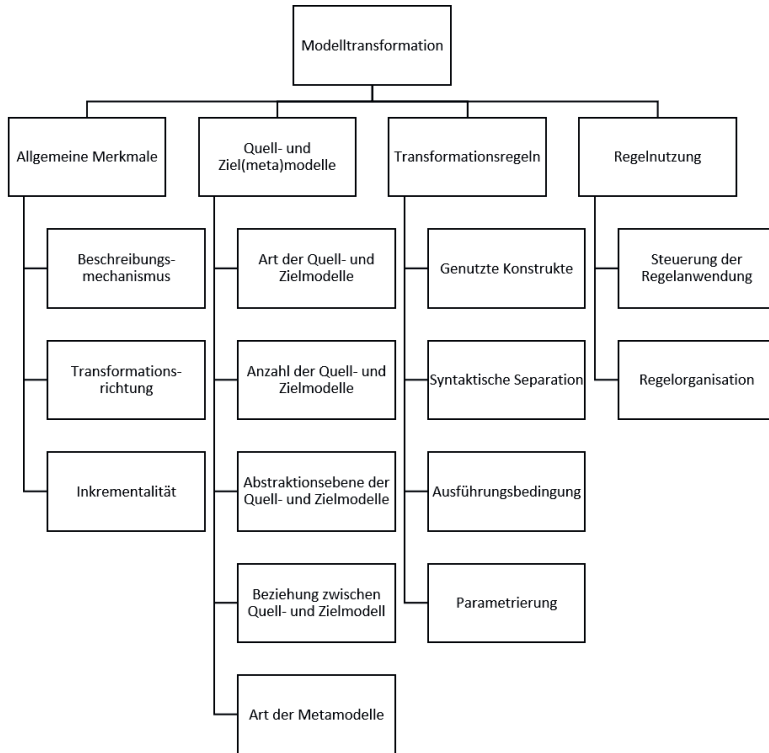 Modelltransformation
Allgemeine Merkmale
Quell- und
Ziel(meta)modelle
Transformationsregeln
Regelnutzung
Beschreibungs-
mechanismus
Transformations-
richtung
Inkrementalität
Art der Quell- und
Zielmodelle
Anzahl der Quell- und
Zielmodelle
Abstraktionsebene der
Quell- und Zielmodelle
Beziehung zwischen
Quell- und Zielmodell
Art der Metamodelle
Genutzte Konstrukte
Syntaktische Separation
Ausführungsbedingung
Parametrierung
Steuerung der
Regelanwendung
Regelorganisation